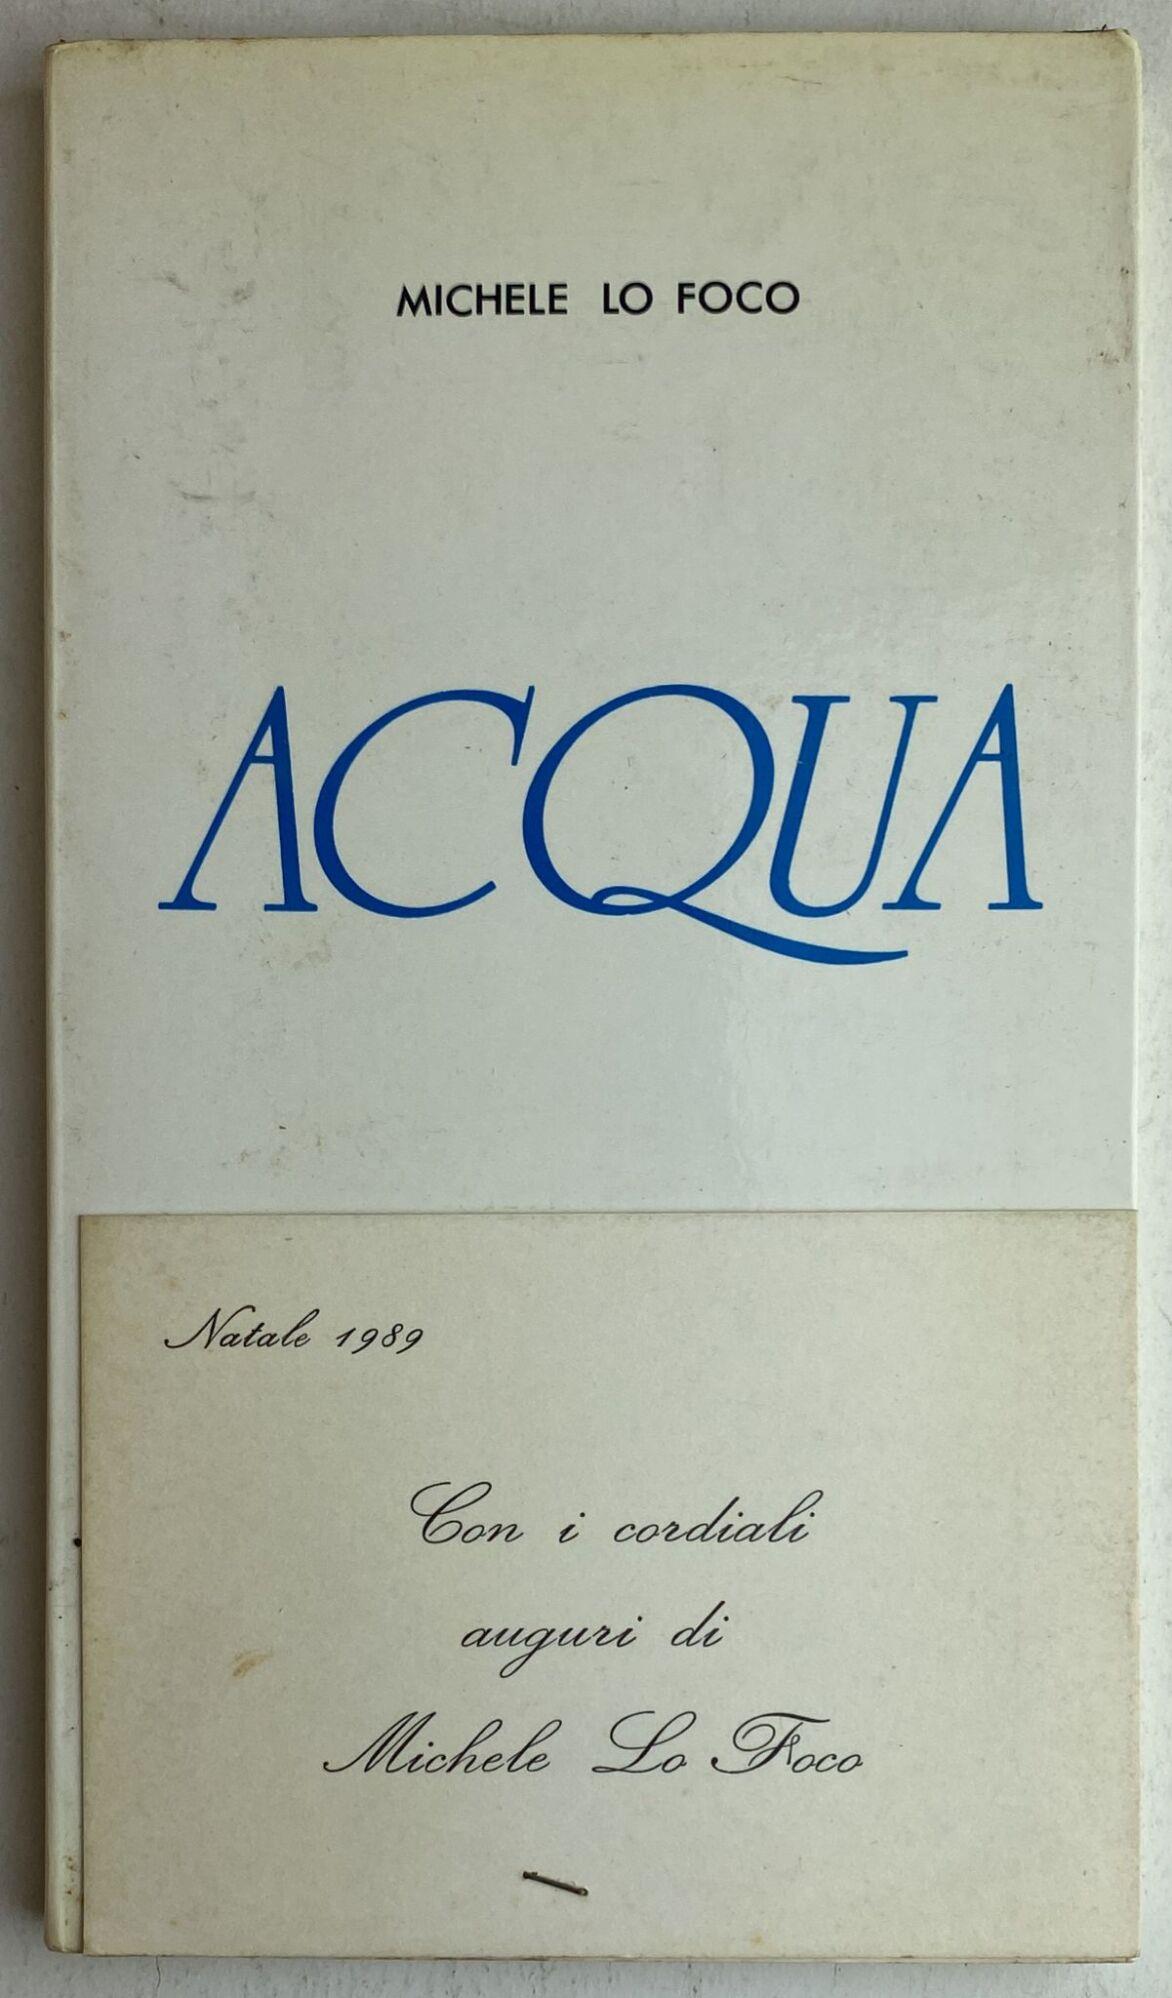 MICHELE LO FOCO
ACQUA
Natale 1989
Con i cordiali
auguri di
Michele Lo Foco